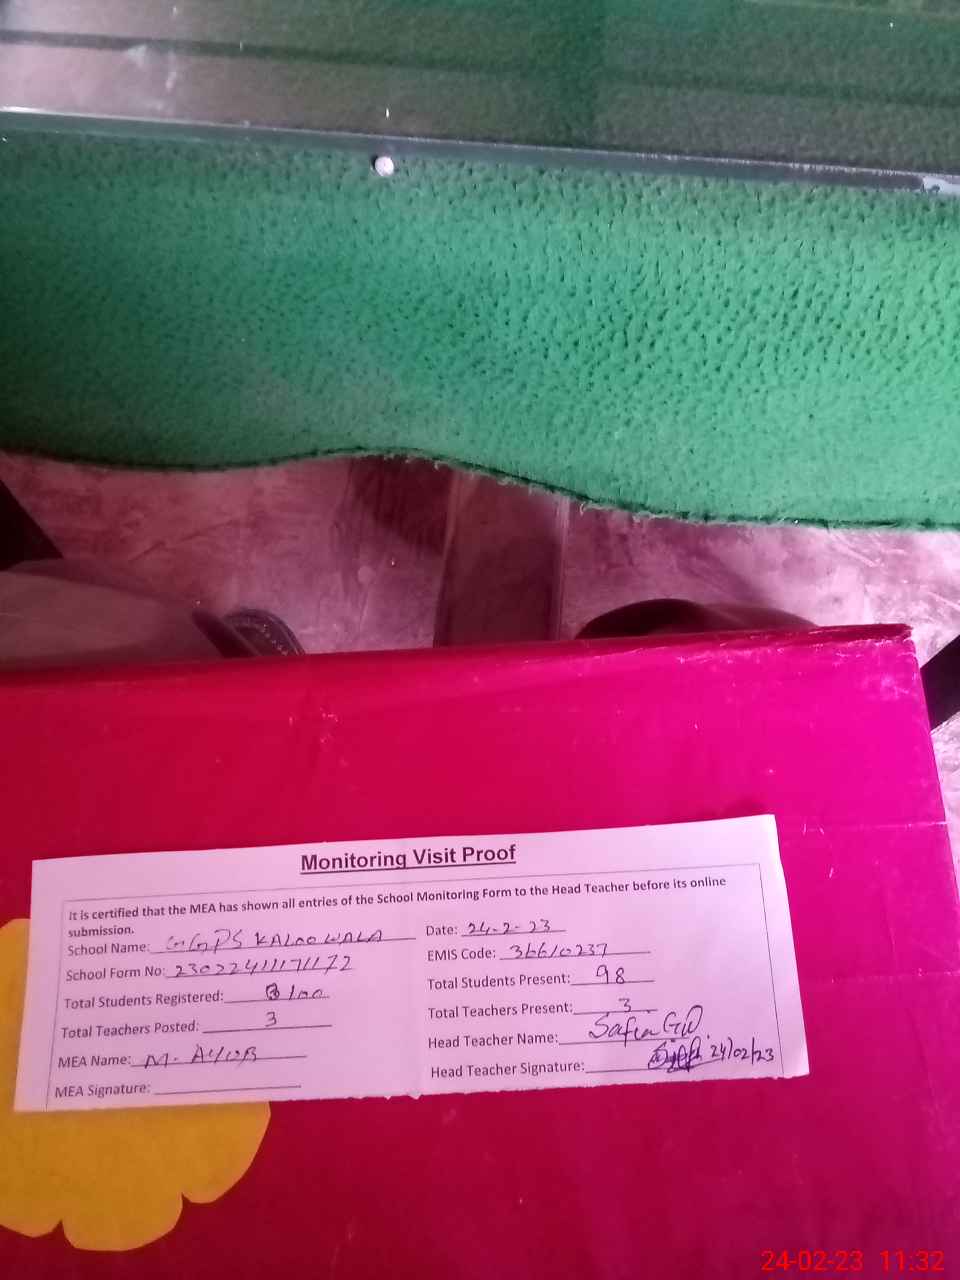 Monitoring Visit Proof
It is certified that the MEA has shown all entries of the School Monitoring Form to the Head Teacher before its online
submission.
School Name: GGPS KALOO WALA Date: 24-2-23
School Form No: 23022411171172 EMIS Code: 36610237
Total Students Registered: 100 Total Students Present: 98
Total Teachers Posted: 3 Total Teachers Present: 3
MEA Name: M. AYUB Head Teacher Name: Safia Gul
MEA Signature: Head Teacher Signature: 24/02/23
24-02-23 11:32